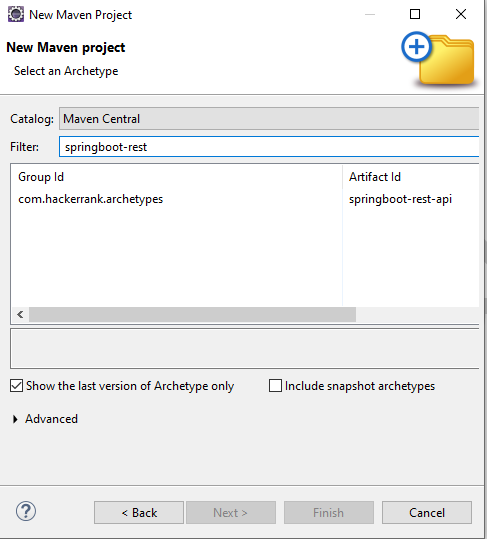 New Maven Project
New Maven project
Select an Archetype
Catalog: Maven Central
Filter: springboot-rest
Group Id Artifact Id
com.hackerrank.archetypes springboot-rest-api
Show the last version of Archetype only Include snapshot archetypes
Advanced
? < Back Next > Finish Cancel